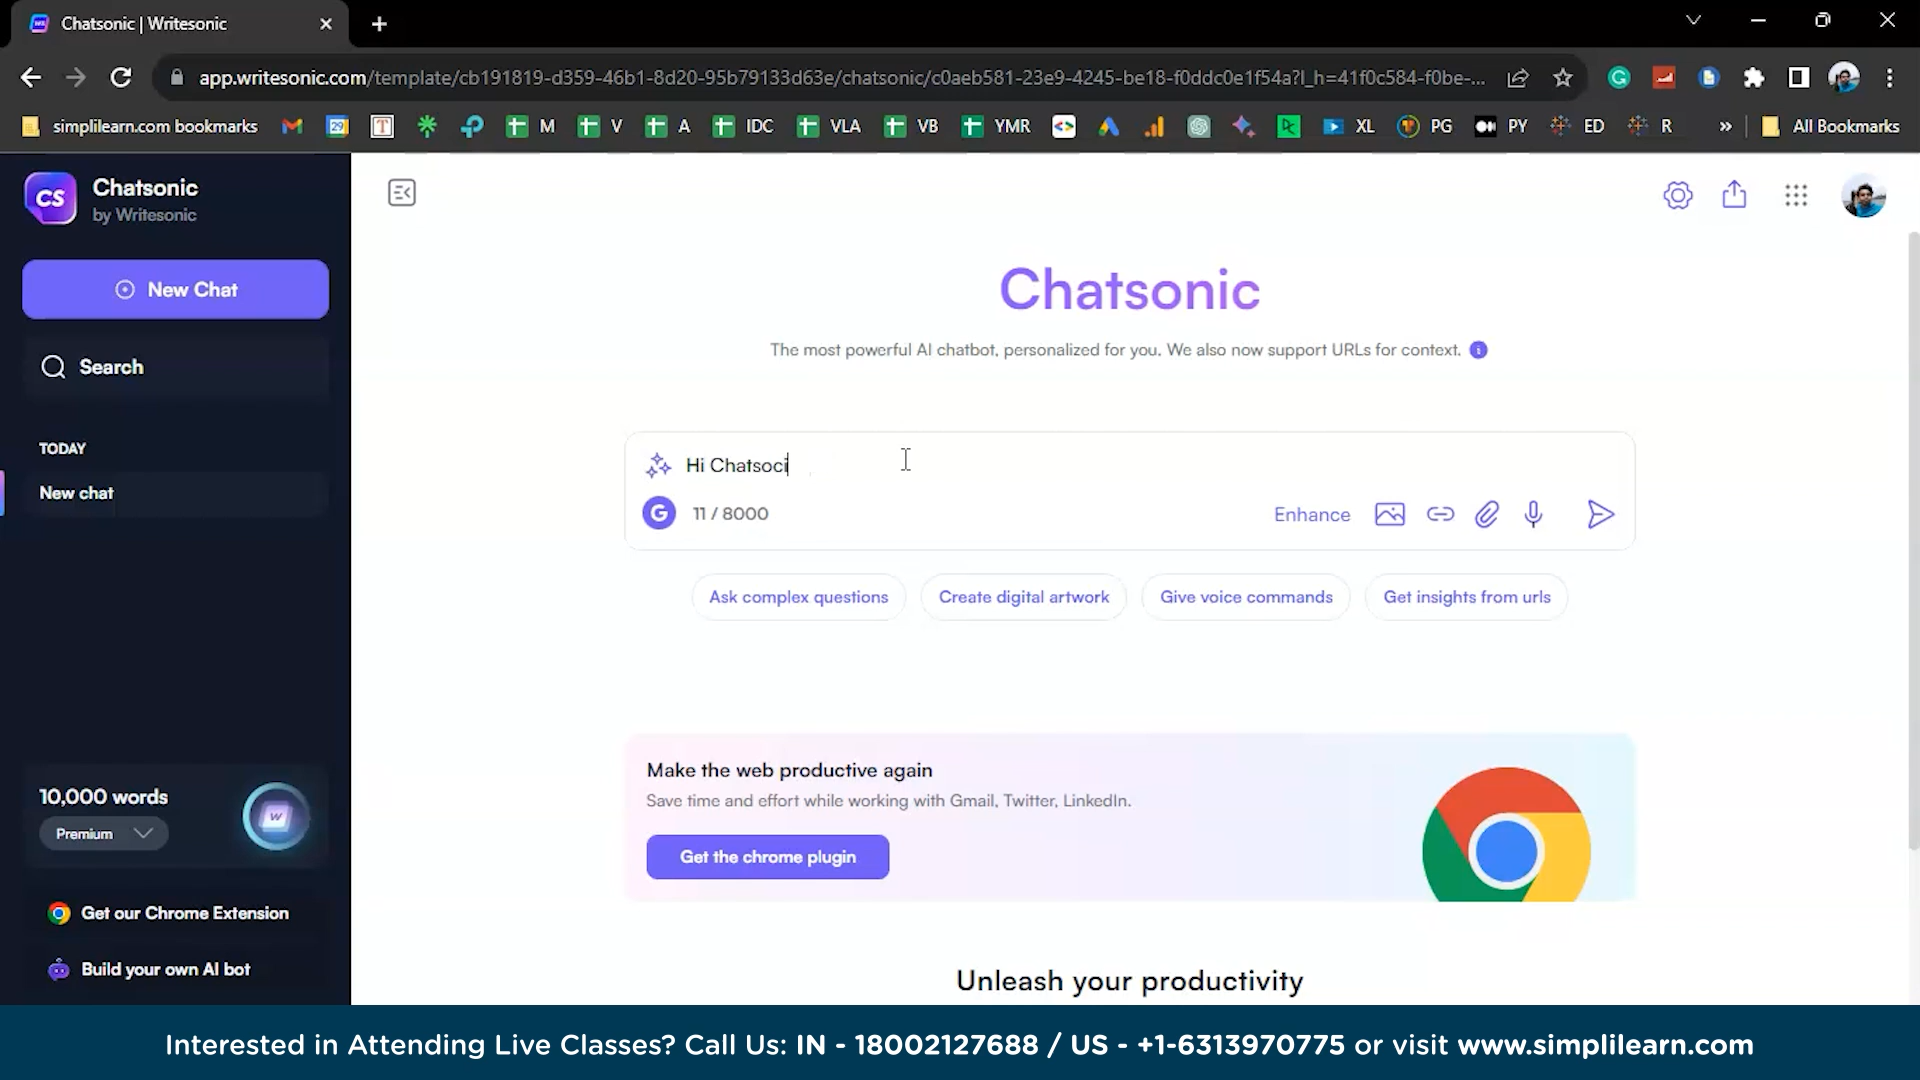 Chatsonic | Writesonic
app.writesonic.com/template/cb191819-d359-46b1-8d20-95b79133d63e/chatsonic/c0aeb581-23e9-4245-be18-f0ddc0e1f54a?l_h=41f0c584-f0be-...
simplilearn.com bookmarks M V A IDC VLA VB YMR XL PG PY ED R » All Bookmarks
CS Chatsonic
by Writesonic
New Chat
Search
TODAY
New chat
10,000 words
Premium
Get our Chrome Extension
Build your own AI bot
Chatsonic
The most powerful AI chatbot, personalized for you. We also now support URLs for context.
Hi Chatsoci
G 11 / 8000 Enhance
Ask complex questions Create digital artwork Give voice commands Get insights from urls
Make the web productive again
Save time and effort while working with Gmail, Twitter, LinkedIn.
Get the chrome plugin
Unleash your productivity
Interested in Attending Live Classes? Call Us: IN - 18002127688 / US - +1-6313970775 or visit www.simplilearn.com